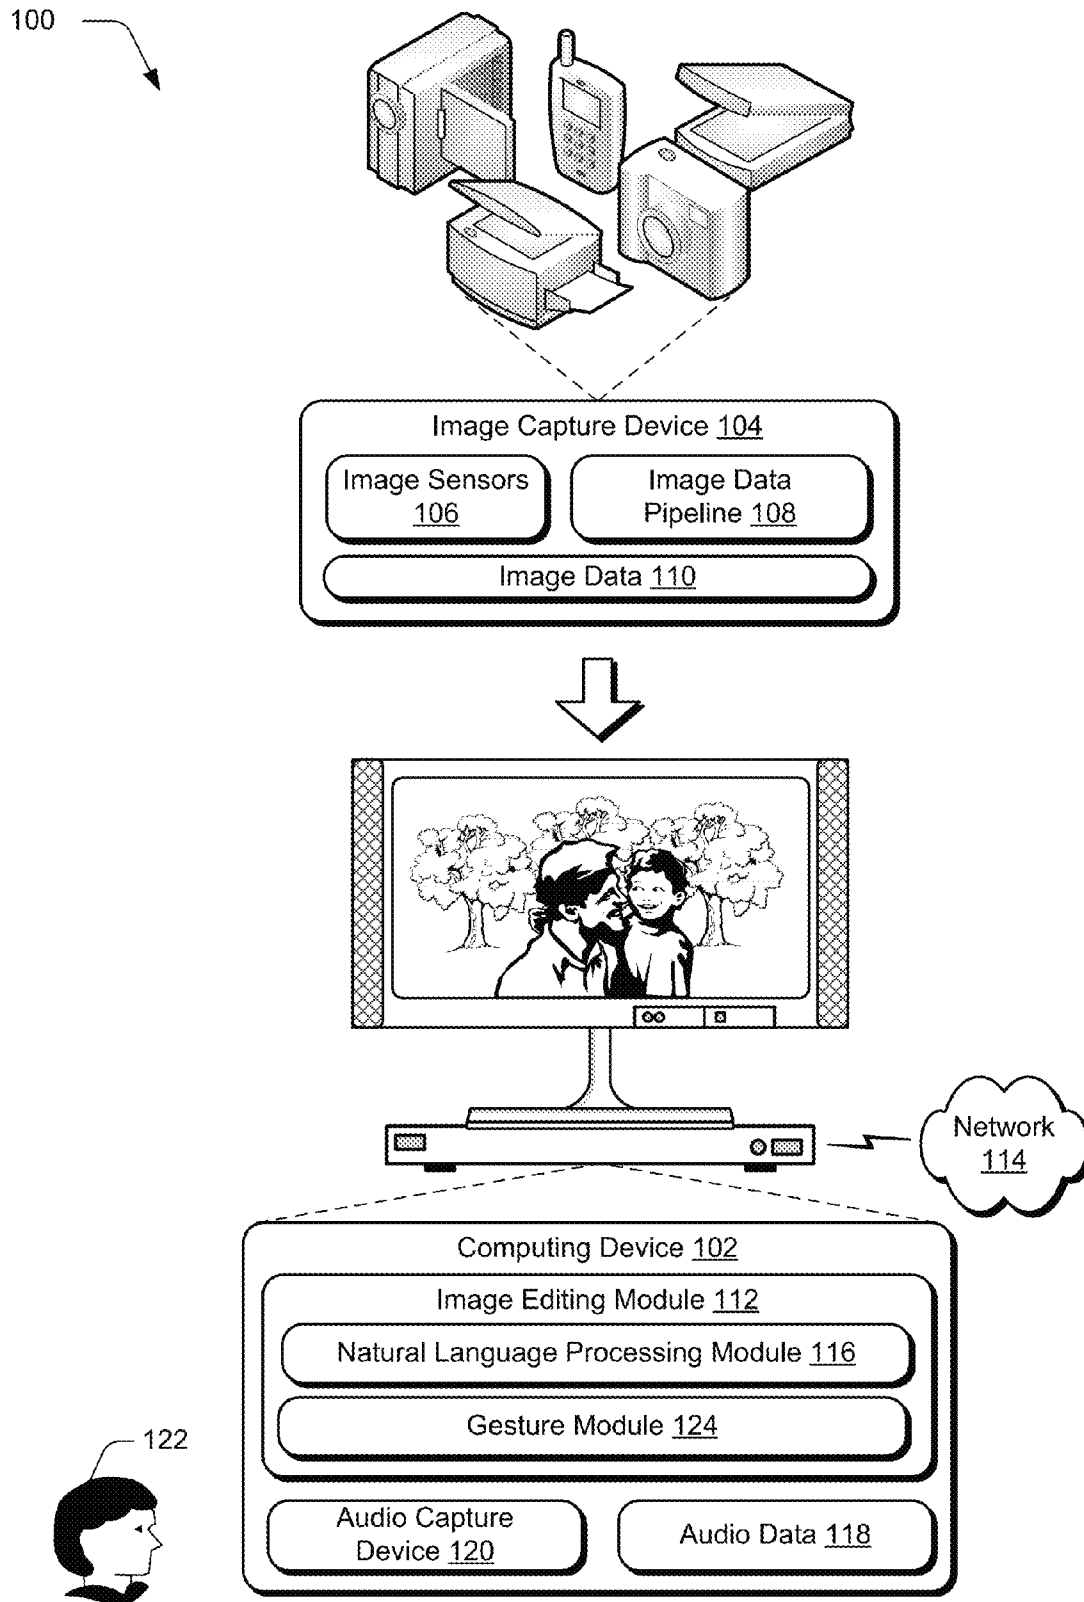 100
Image Capture Device 104
Image Sensors
106
Image Data
Pipeline 108
Image Data 110
Network
114
Computing Device 102
Image Editing Module 112
Natural Language Processing Module 116
Gesture Module 124
122
Audio Capture
Device 120
Audio Data 118